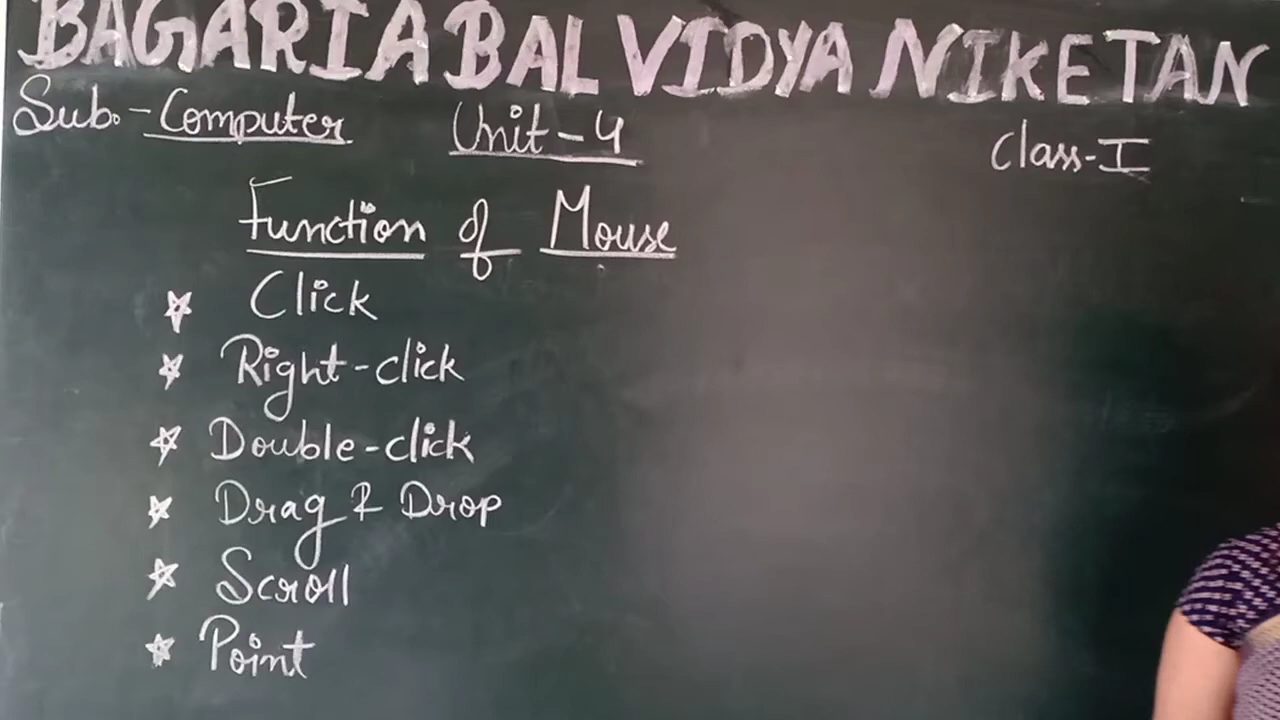 BAGARIA BAL VIDYA NIKETAN
Sub.-Computer Unit-4
Class-I
Function of Mouse
☆ Click
☆ Right-click
☆ Double-click
☆ Drag & Drop
☆ Scroll
☆ Point